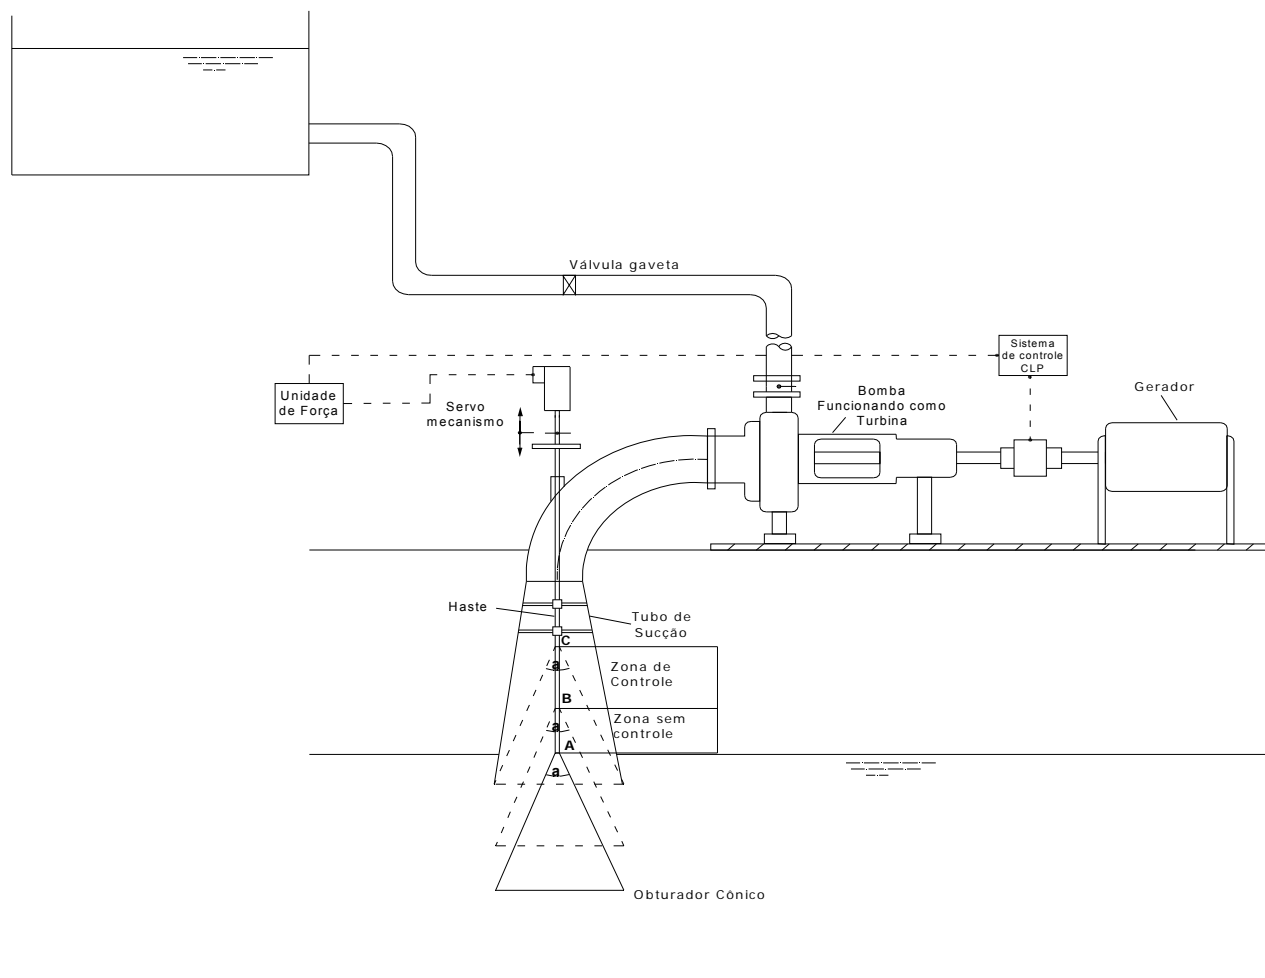 Válvula gaveta
Sistema
de controle
CLP
Unidade
de Força
Servo
mecanismo
Bomba
Funcionando como
Turbina
Gerador
Haste
Tubo de
Sucção
C
a
Zona de
Controle
B
a
Zona sem
controle
A
a
Obturador Cônico